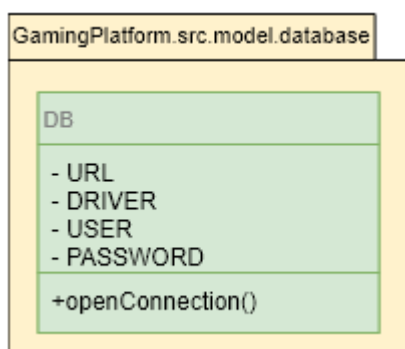 GamingPlatform.src.model.database
DB
- URL
- DRIVER
- USER
- PASSWORD
+openConnection()